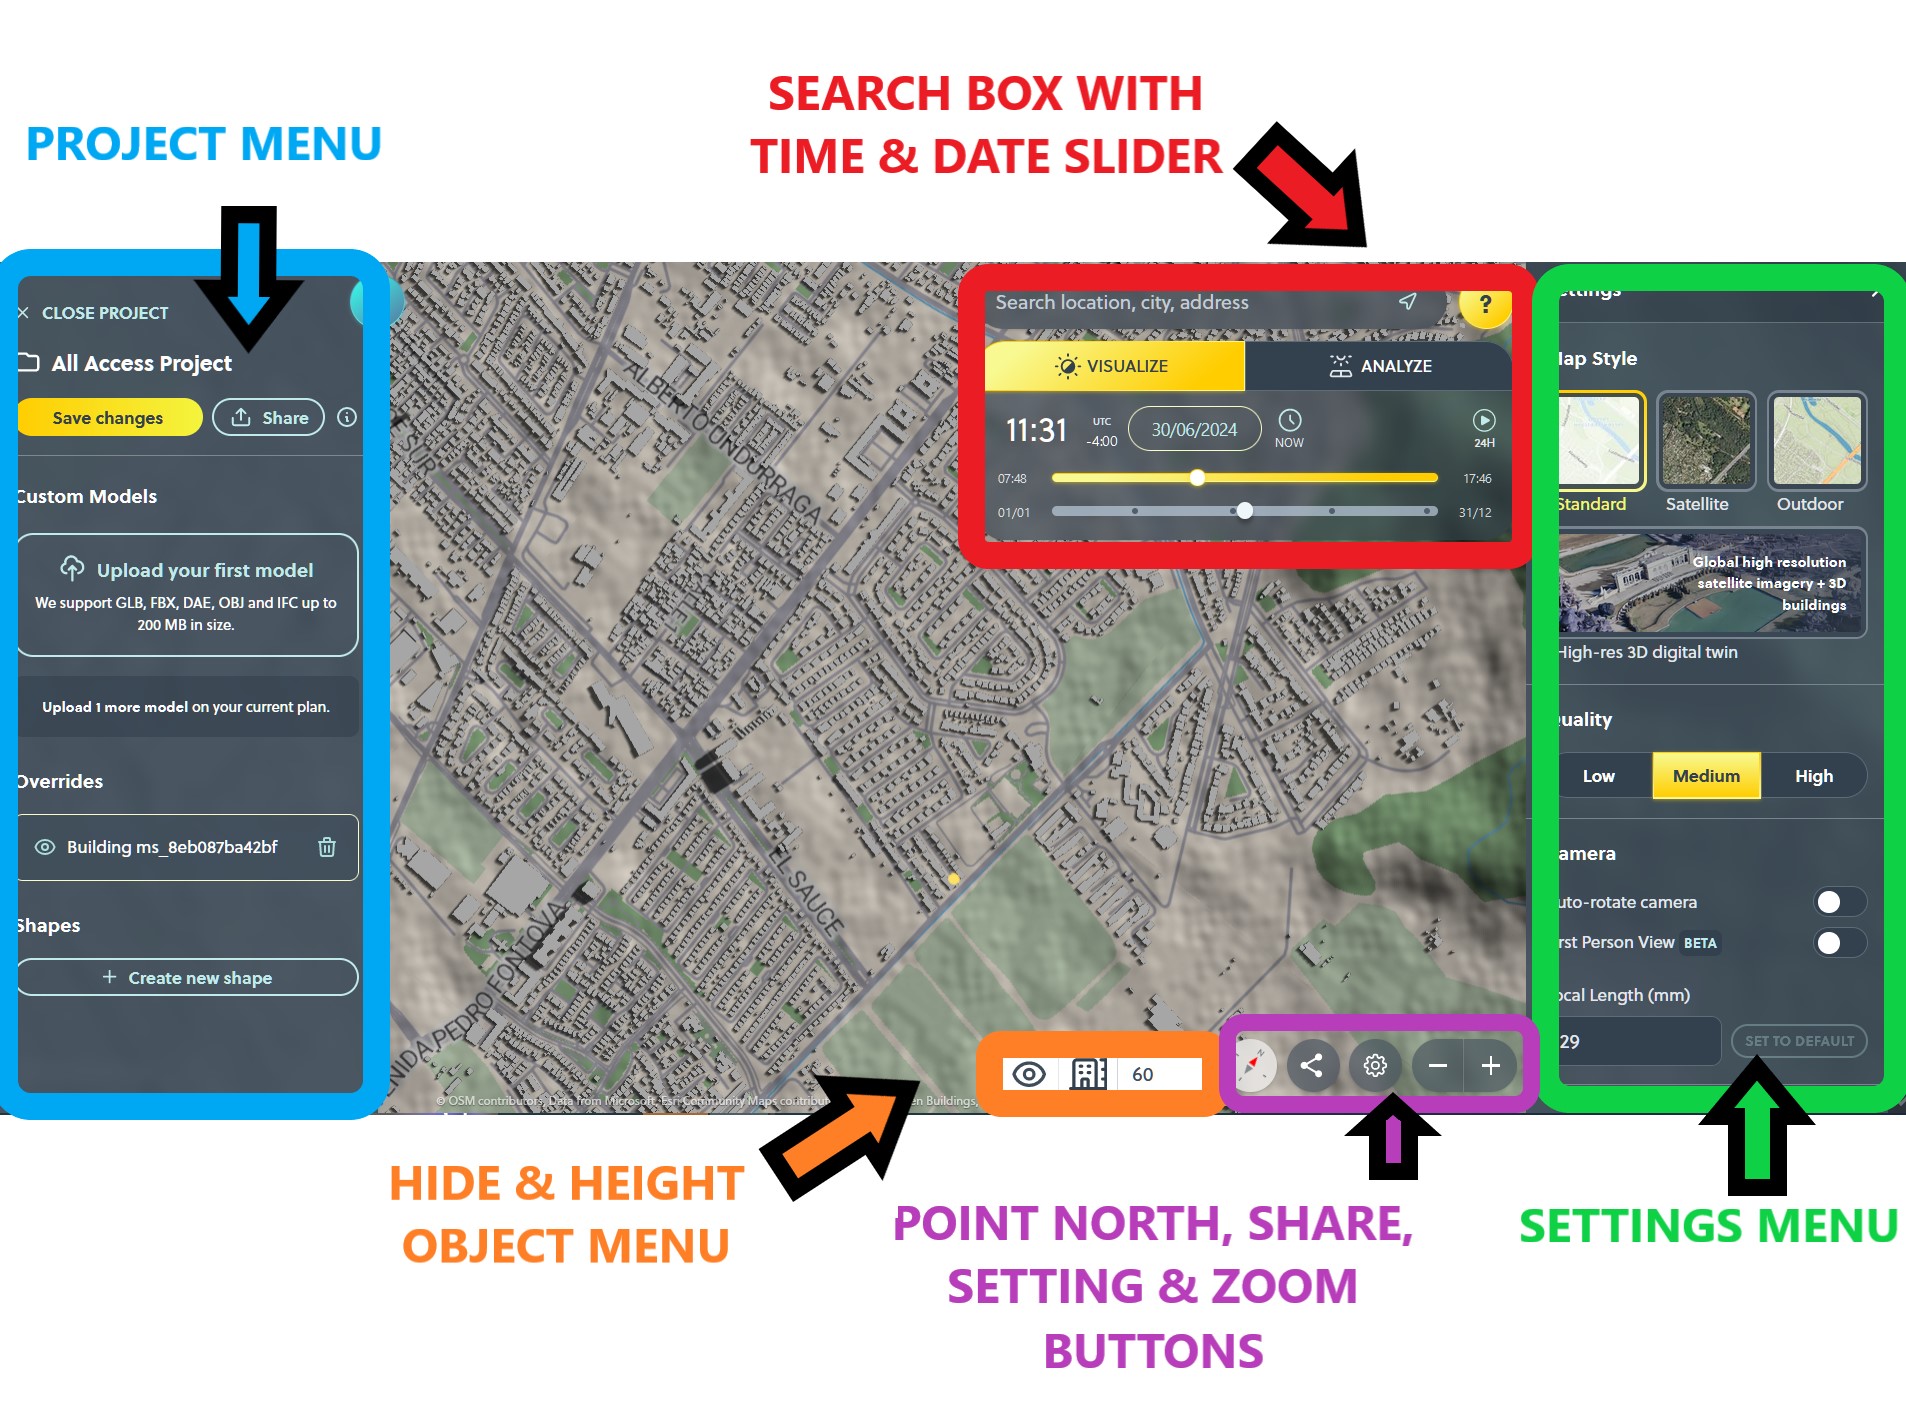 SEARCH BOX WITH
TIME & DATE SLIDER
PROJECT MENU
CLOSE PROJECT
All Access Project
Save changes
Share
Custom Models
Upload your first model
We support GLB, FBX, DAE, OBJ and IFC up to
200 MB in size.
Upload 1 more model on your current plan.
Overrides
Building ms_8eb087ba42bf
Shapes
+ Create new shape
ALBERTO UNDURRAGA
EL SAUCE
NDA PEDRO FONTOVA
© OSM contributors, Data from Microsoft, Esri Community Maps contribut
en Buildings,
Search location, city, address
?
VISUALIZE
ANALYZE
11:31
UTC
-4:00
30/06/2024
NOW
24H
07:48
17:46
01/01
31/12
60
N
ettings
Map Style
Standard
Satellite
Outdoor
Global high resolution
satellite imagery + 3D
buildings
High-res 3D digital twin
uality
Low
Medium
High
amera
uto-rotate camera
rst Person View BETA
ocal Length (mm)
29
SET TO DEFAULT
HIDE & HEIGHT
OBJECT MENU
POINT NORTH, SHARE,
SETTING & ZOOM
BUTTONS
SETTINGS MENU